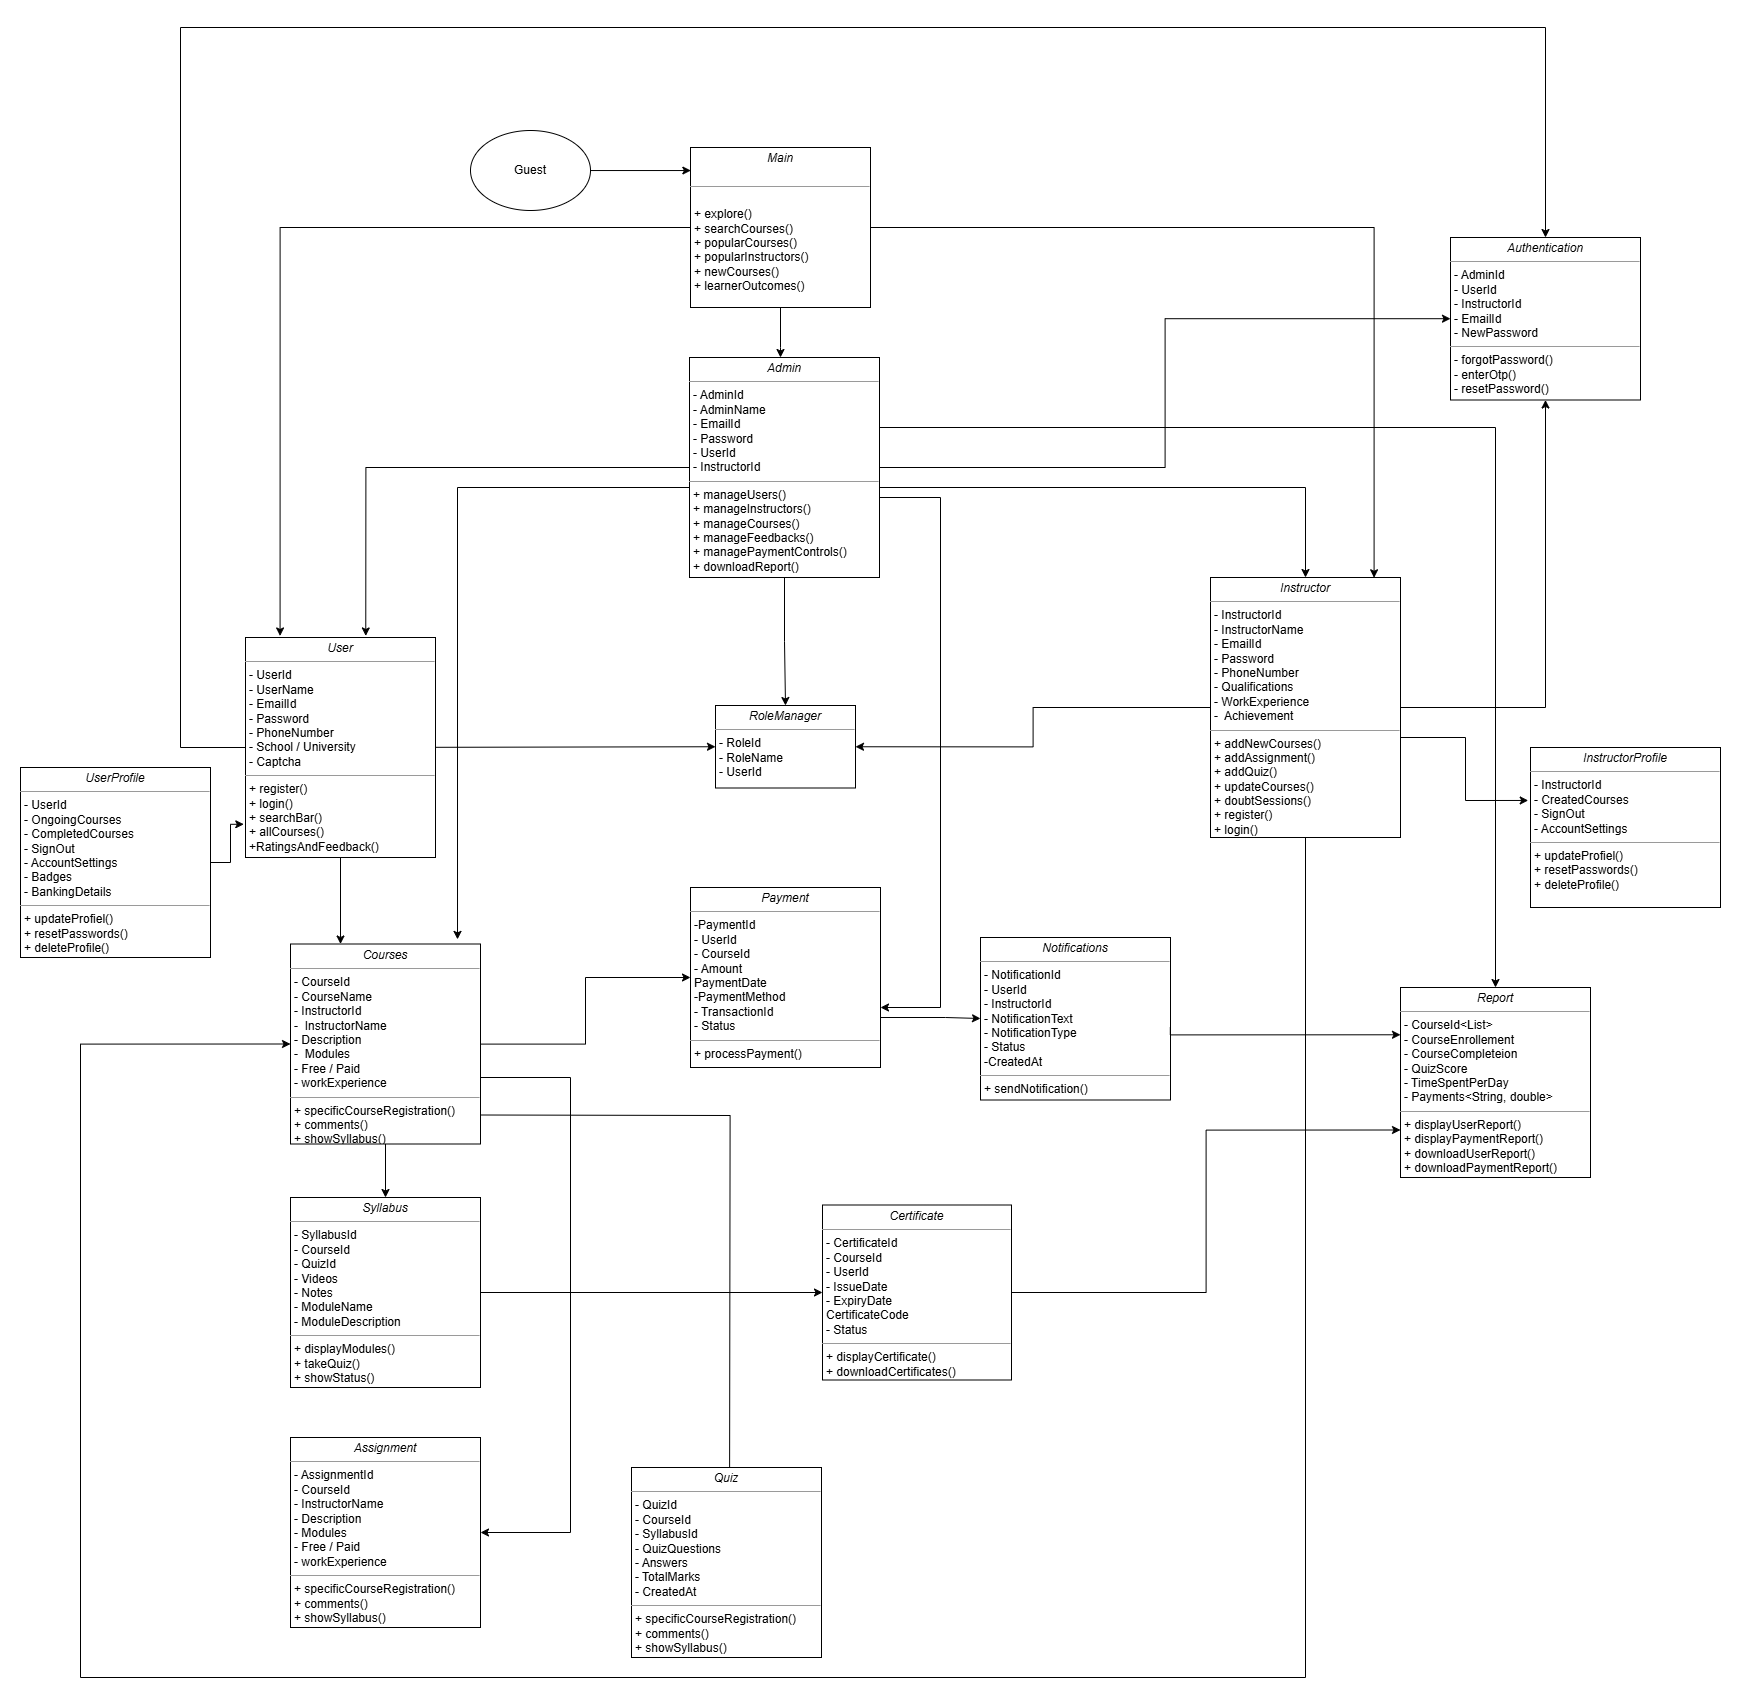 Guest
Main
+ explore()
+ searchCourses()
+ popularCourses()
+ popularInstructors()
+ newCourses()
+ learnerOutcomes()
Authentication
- AdminId
- UserId
- InstructorId
- EmailId
- NewPassword
- forgotPassword()
- enterOtp()
- resetPassword()
Admin
- AdminId
- AdminName
- EmailId
- Password
- UserId
- InstructorId
+ manageUsers()
+ manageInstructors()
+ manageCourses()
+ manageFeedbacks()
+ managePaymentControls()
+ downloadReport()
Instructor
- InstructorId
- InstructorName
- EmailId
- Password
- PhoneNumber
- Qualifications
- WorkExperience
- Achievement
+ addNewCourses()
+ addAssignment()
+ addQuiz()
+ updateCourses()
+ doubtSessions()
+ register()
+ login()
User
- UserId
- UserName
- EmailId
- Password
- PhoneNumber
- School / University
- Captcha
+ register()
+ login()
+ searchBar()
+ allCourses()
+RatingsAndFeedback()
RoleManager
- RoleId
- RoleName
- UserId
UserProfile
- UserId
- OngoingCourses
- CompletedCourses
- SignOut
- AccountSettings
- Badges
- BankingDetails
+ updateProfiel()
+ resetPasswords()
+ deleteProfile()
InstructorProfile
- InstructorId
- CreatedCourses
- SignOut
- AccountSettings
+ updateProfiel()
+ resetPasswords()
+ deleteProfile()
Courses
- CourseId
- CourseName
- InstructorId
- InstructorName
- Description
- Modules
- Free / Paid
- workExperience
+ specificCourseRegistration()
+ comments()
+ showSyllabus()
Payment
-PaymentId
- UserId
- CourseId
- Amount
PaymentDate
-PaymentMethod
- TransactionId
- Status
+ processPayment()
Notifications
- NotificationId
- UserId
- InstructorId
- NotificationText
- NotificationType
- Status
-CreatedAt
+ sendNotification()
Report
- CourseId<List>
- CourseEnrollement
- CourseCompleteion
- QuizScore
- TimeSpentPerDay
- Payments<String, double>
+ displayUserReport()
+ displayPaymentReport()
+ downloadUserReport()
+ downloadPaymentReport()
Syllabus
- SyllabusId
- CourseId
- QuizId
- Videos
- Notes
- ModuleName
- ModuleDescription
+ displayModules()
+ takeQuiz()
+ showStatus()
Certificate
- CertificateId
- CourseId
- UserId
- IssueDate
- ExpiryDate
CertificateCode
- Status
+ displayCertificate()
+ downloadCertificates()
Assignment
- AssignmentId
- CourseId
- InstructorName
- Description
- Modules
- Free / Paid
- workExperience
+ specificCourseRegistration()
+ comments()
+ showSyllabus()
Quiz
- QuizId
- CourseId
- SyllabusId
- QuizQuestions
- Answers
- TotalMarks
- CreatedAt
+ specificCourseRegistration()
+ comments()
+ showSyllabus()